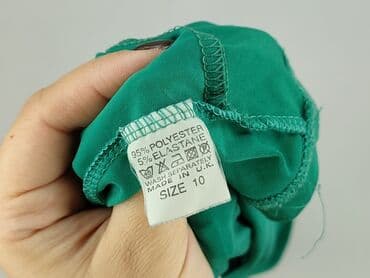 95% POLYESTER
5% ELASTANE
WASH SEPARATELY
MADE IN U.K.
SIZE 10